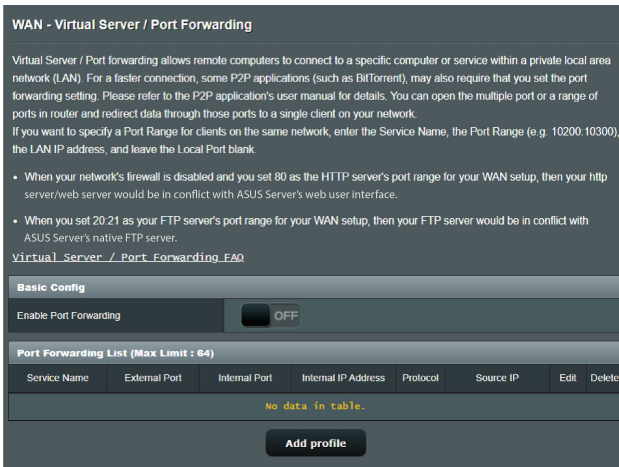 WAN - Virtual Server / Port Forwarding
Virtual Server / Port forwarding allows remote computers to connect to a specific computer or service within a private local area
network (LAN). For a faster connection, some P2P applications (such as BitTorrent), may also require that you set the port
forwarding setting. Please refer to the P2P application's user manual for details. You can open the multiple port or a range of
ports in router and redirect data through those ports to a single client on your network.
If you want to specify a Port Range for clients on the same network, enter the Service Name, the Port Range (e.g. 10200:10300),
the LAN IP address, and leave the Local Port blank.
• When your network's firewall is disabled and you set 80 as the HTTP server's port range for your WAN setup, then your http
server/web server would be in conflict with ASUS Server's web user interface.
• When you set 20:21 as your FTP server's port range for your WAN setup, then your FTP server would be in conflict with
ASUS Server's native FTP server.
Virtual Server / Port Forwarding FAQ
Basic Config
Enable Port Forwarding OFF
Port Forwarding List (Max Limit : 64)
Service Name External Port Internal Port Internal IP Address Protocol Source IP Edit Delete
No data in table.
Add profile